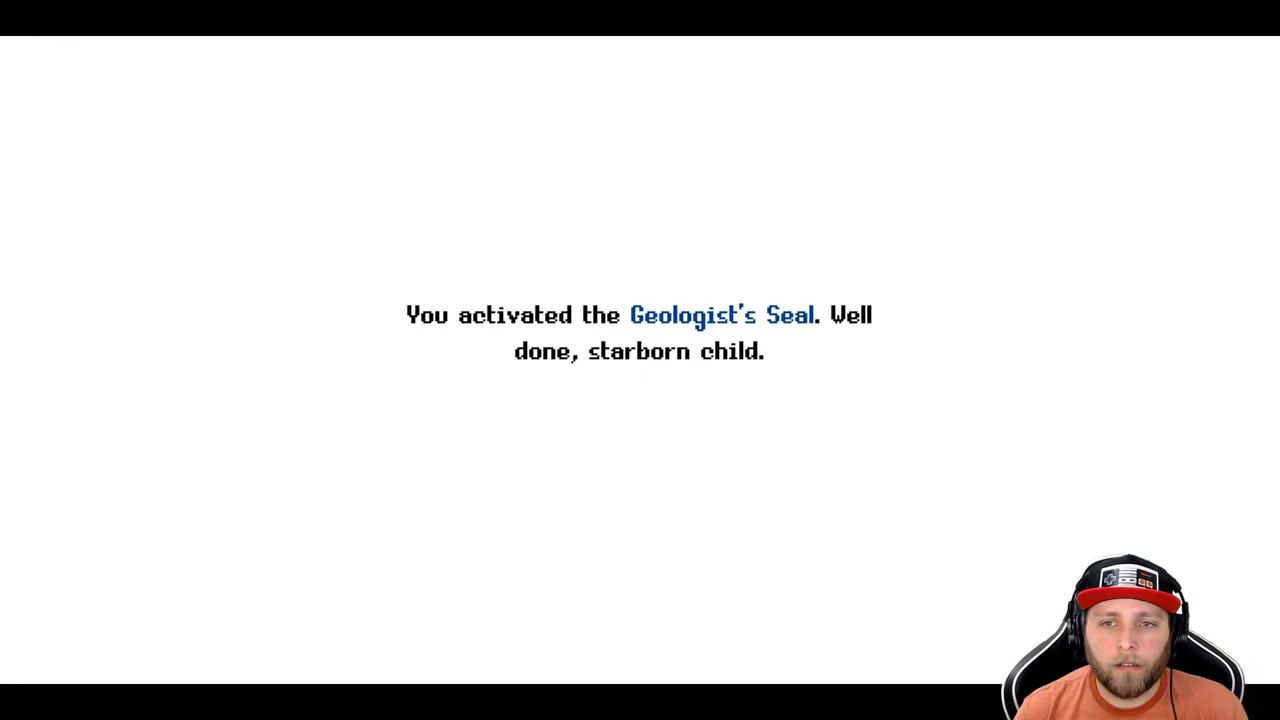 You activated the Geologist's Seal. Well
done, starborn child.